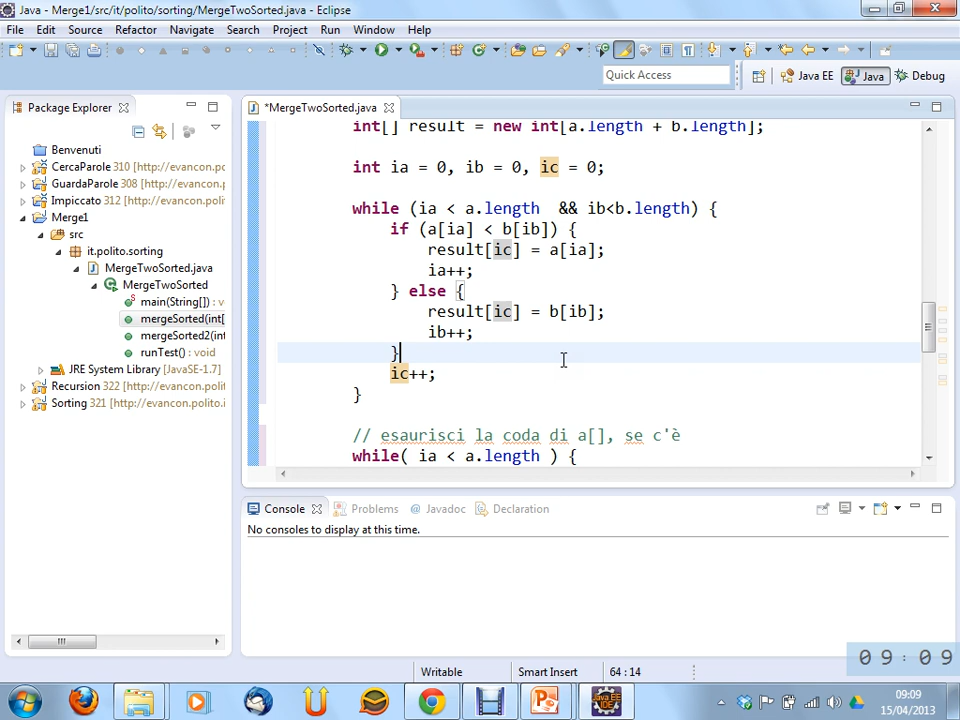 Java - Merge1/src/it/polito/sorting/MergeTwoSorted.java - Eclipse
File Edit Source Refactor Navigate Search Project Run Window Help
Quick Access
Java EE
Java
Debug
Package Explorer
*MergeTwoSorted.java
Benvenuti
CercaParole 310 [http://evancon.
GuardaParole 308 [http://evancon.p
Impiccato 312 [http://evancon.polit
Merge1
src
it.polito.sorting
MergeTwoSorted.java
MergeTwoSorted
main(String[]) : v
mergeSorted(int[
mergeSorted2(int
runTest() : void
JRE System Library [JavaSE-1.7]
Recursion 322 [http://evancon.polito
Sorting 321 [http://evancon.polito.i
int[] result = new int[a.length + b.length];
int ia = 0, ib = 0, ic = 0;
while (ia < a.length  && ib<b.length) {
if (a[ia] < b[ib]) {
result[ic] = a[ia];
ia++;
} else {
result[ic] = b[ib];
ib++;
}
ic++;
}
// esaurisci la coda di a[], se c'è
while( ia < a.length ) {
Console Problems @ Javadoc Declaration
No consoles to display at this time.
Writable
Smart Insert
64 : 14
09:09
09:09
15/04/2013